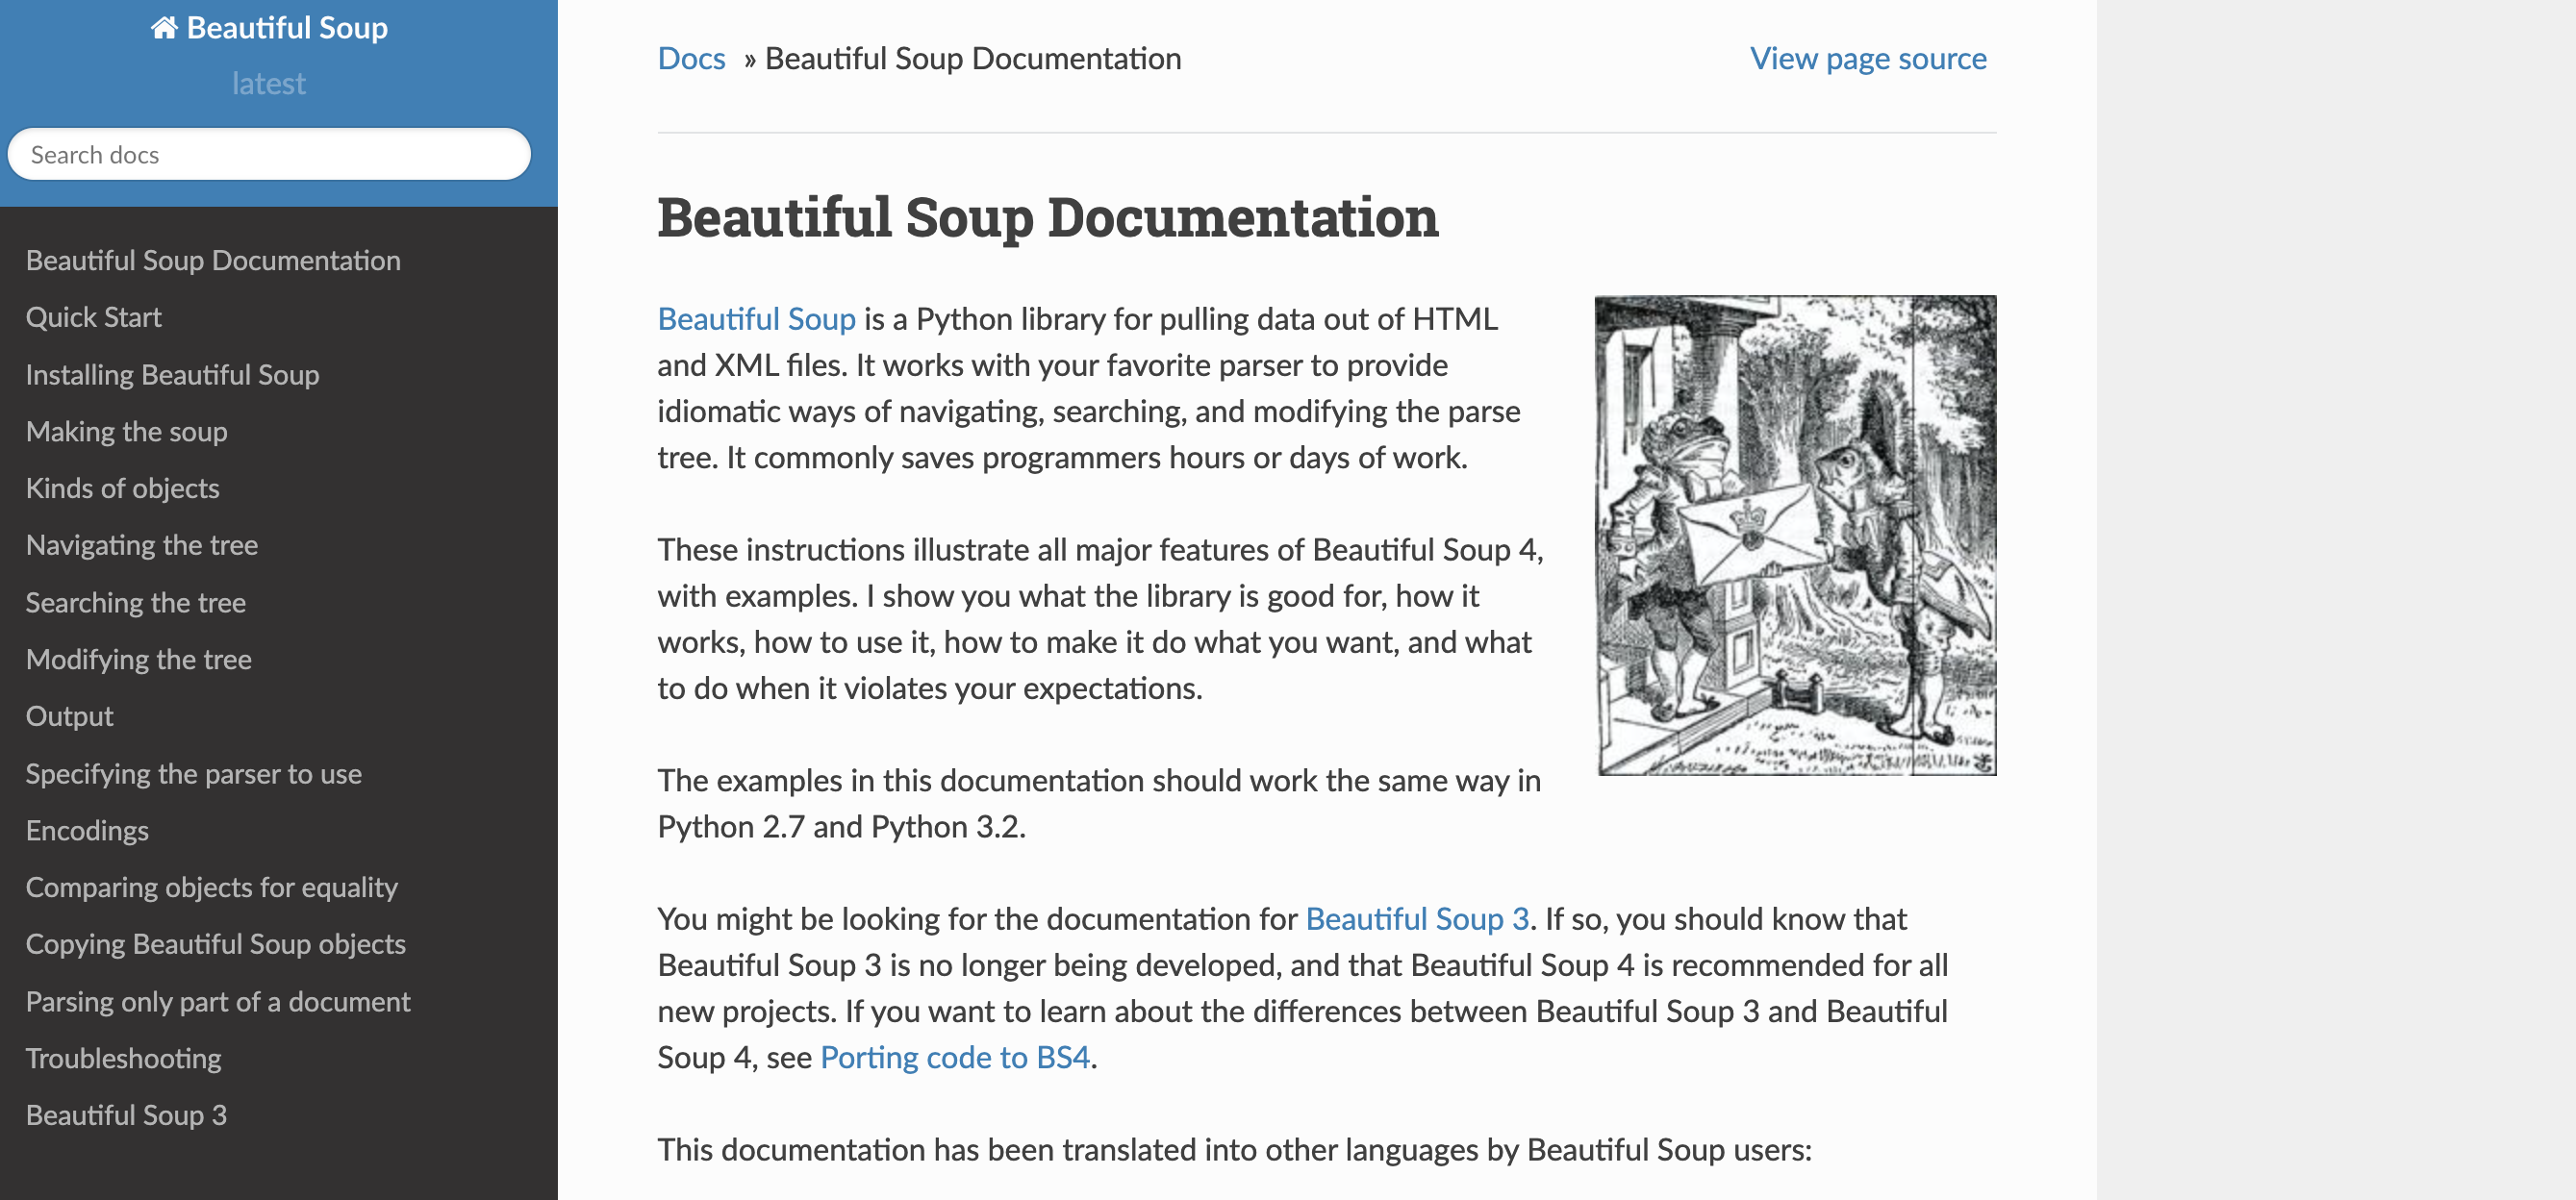 Beautiful Soup
latest
Search docs
Beautiful Soup Documentation
Quick Start
Installing Beautiful Soup
Making the soup
Kinds of objects
Navigating the tree
Searching the tree
Modifying the tree
Output
Specifying the parser to use
Encodings
Comparing objects for equality
Copying Beautiful Soup objects
Parsing only part of a document
Troubleshooting
Beautiful Soup 3
Docs » Beautiful Soup Documentation
View page source
Beautiful Soup Documentation
Beautiful Soup is a Python library for pulling data out of HTML
and XML files. It works with your favorite parser to provide
idiomatic ways of navigating, searching, and modifying the parse
tree. It commonly saves programmers hours or days of work.
These instructions illustrate all major features of Beautiful Soup 4,
with examples. I show you what the library is good for, how it
works, how to use it, how to make it do what you want, and what
to do when it violates your expectations.
The examples in this documentation should work the same way in
Python 2.7 and Python 3.2.
You might be looking for the documentation for Beautiful Soup 3. If so, you should know that
Beautiful Soup 3 is no longer being developed, and that Beautiful Soup 4 is recommended for all
new projects. If you want to learn about the differences between Beautiful Soup 3 and Beautiful
Soup 4, see Porting code to BS4.
This documentation has been translated into other languages by Beautiful Soup users: